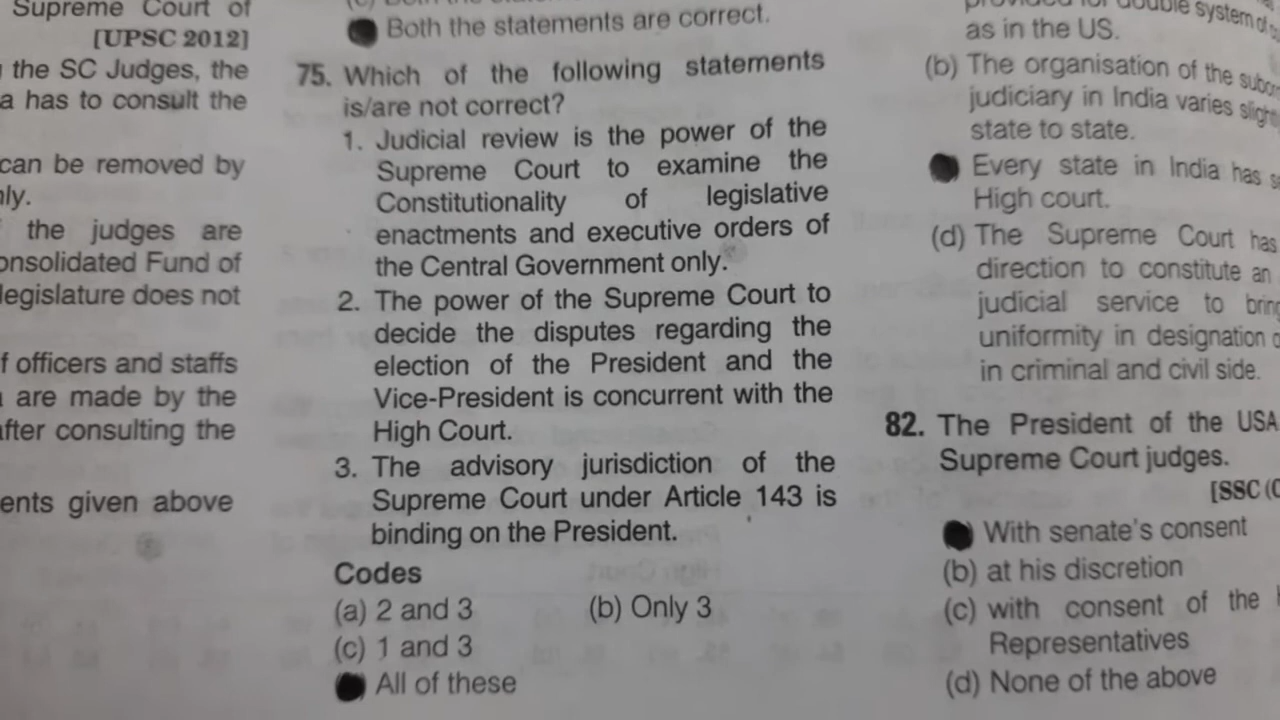 Supreme Court of
[UPSC 2012]
the SC Judges, the
a has to consult the
can be removed by
the judges are
onsolidated Fund of
legislature does not
f officers and staffs
are made by the
after consulting the
ents given above
Both the statements are correct.
75. Which of the following statements
is/are not correct?
1. Judicial review is the power of the
Supreme Court to examine the
Constitutionality of legislative
enactments and executive orders of
the Central Government only.
2. The power of the Supreme Court to
decide the disputes regarding the
election of the President and the
Vice-President is concurrent with the
High Court.
3. The advisory jurisdiction of the
Supreme Court under Article 143 is
binding on the President.
Codes
(a) 2 and 3 (b) Only 3
(c) 1 and 3
All of these
double system of
as in the US.
(b) The organisation of the
judiciary in India varies
state to state.
Every state in India has
High court.
(d) The Supreme Court has
direction to constitute an
judicial service to
uniformity in designation
in criminal and civil side.
82. The President of the USA
Supreme Court judges.
[SSC
With senate's consent
(b) at his discretion
(c) with consent of the
Representatives
(d) None of the above